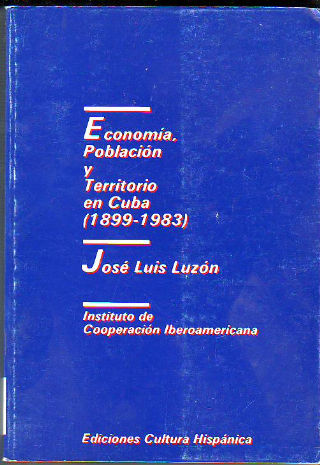 Economía,
Población
y
Territorio
en Cuba
(1899-1983)
José Luis Luzón
Instituto de
Cooperación Iberoamericana
Ediciones Cultura Hispánica